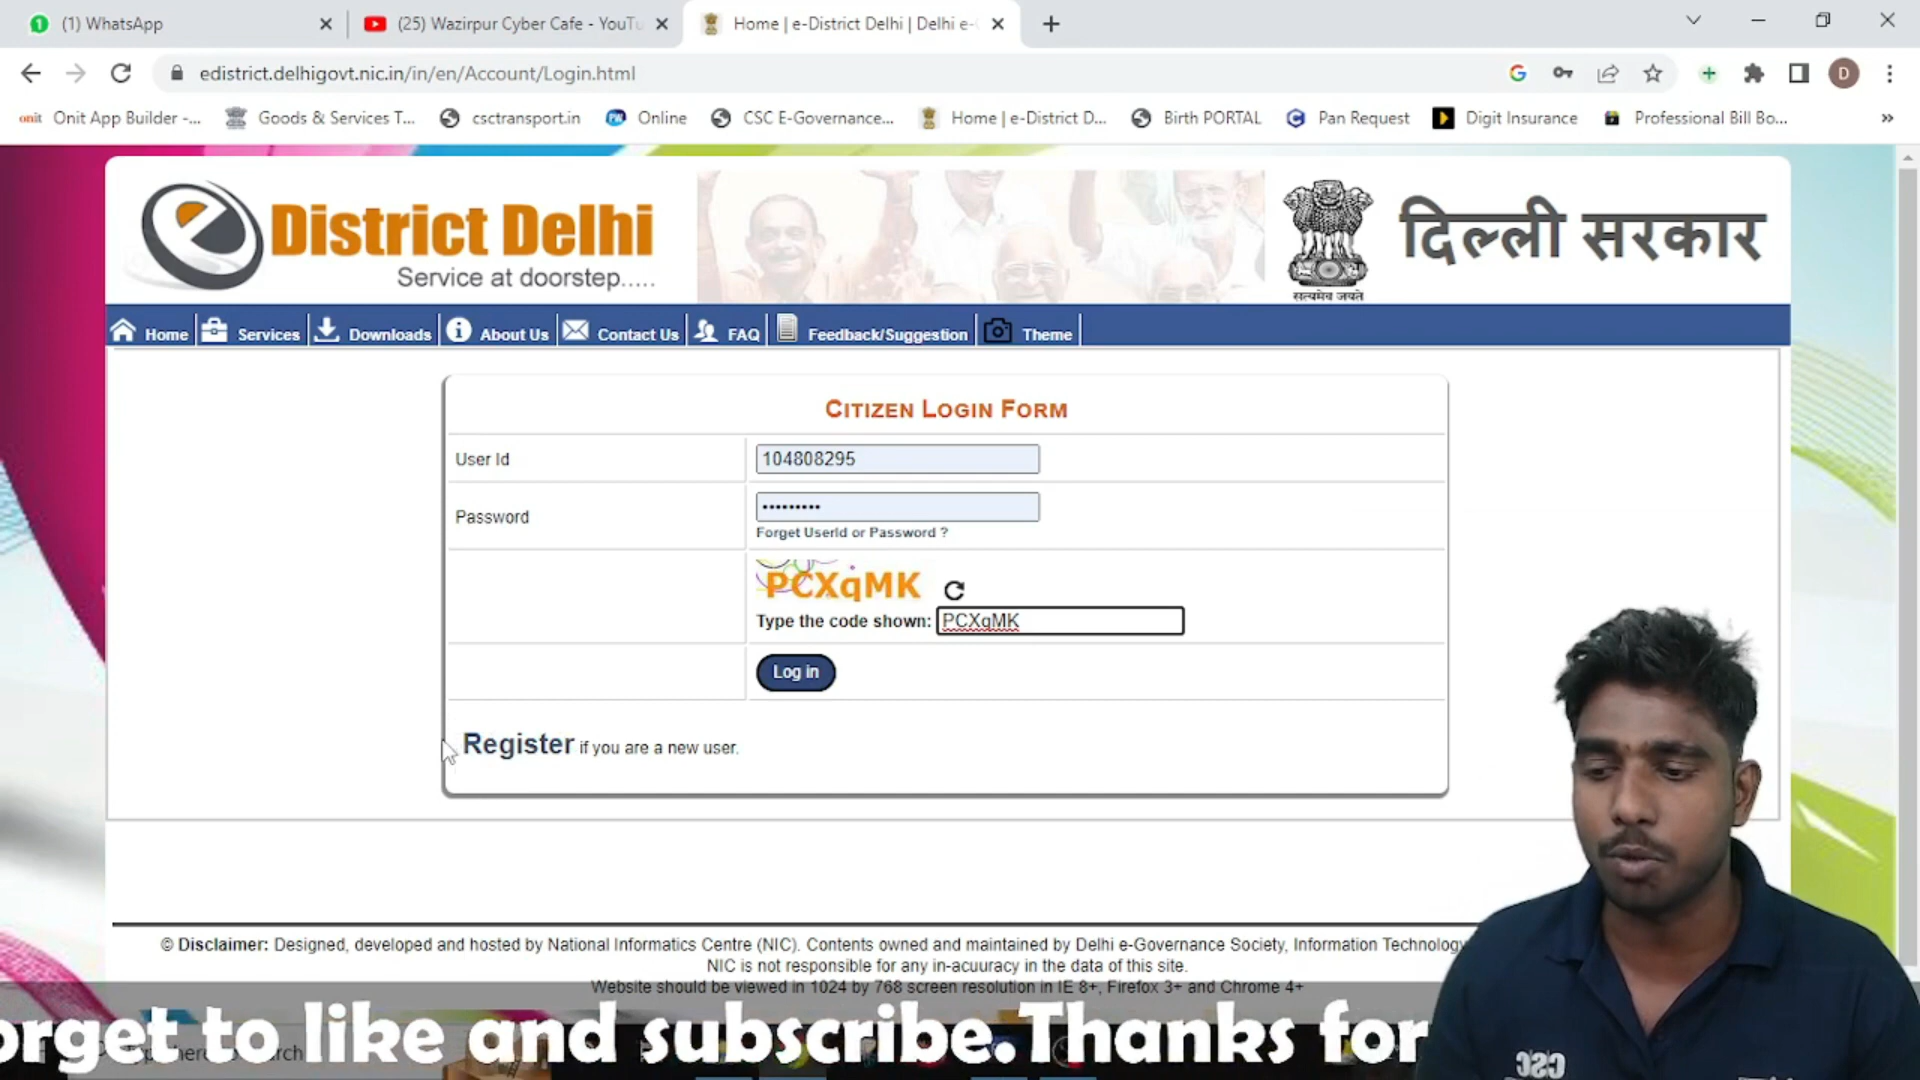 (1) WhatsApp
(25) Wazirpur Cyber Cafe - YouTu
Home | e-District Delhi | Delhi e-
edistrict.delhigovt.nic.in/in/en/Account/Login.html
D
onit Onit App Builder -...
Goods & Services T...
csctransport.in
Online
CSC E-Governance...
Home | e-District D...
Birth PORTAL
Pan Request
Digit Insurance
Professional Bill Bo...
»
e District Delhi
Service at doorstep.....
सत्यमेव जयते
दिल्ली सरकार
Home
Services
Downloads
About Us
Contact Us
FAQ
Feedback/Suggestion
Theme
Citizen Login Form
User Id
104808295
Password
Forget UserId or Password ?
PCXqMK
Type the code shown: PCXqMK
Log in
Register if you are a new user.
© Disclaimer: Designed, developed and hosted by National Informatics Centre (NIC). Contents owned and maintained by Delhi e-Governance Society, Information Technology
NIC is not responsible for any in-acuuracy in the data of this site.
Website should be viewed in 1024 by 768 screen resolution in IE 8+, Firefox 3+ and Chrome 4+
orget to like and subscribe.Thanks for
CSC